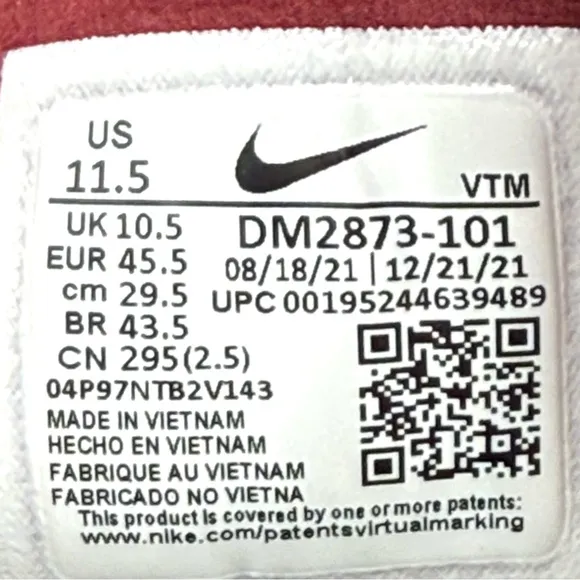 US
11.5
VTM
UK 10.5
EUR 45.5
cm 29.5
BR 43.5
CN 295(2.5)
DM2873-101
08/18/21 | 12/21/21
UPC 00195244639489
04P97NTB2V143
MADE IN VIETNAM
HECHO EN VIETNAM
FABRIQUE AU VIETNAM
FABRICADO NO VIETNA
This product is covered by one or more patents:
www.nike.com/patentsvirtualmarking